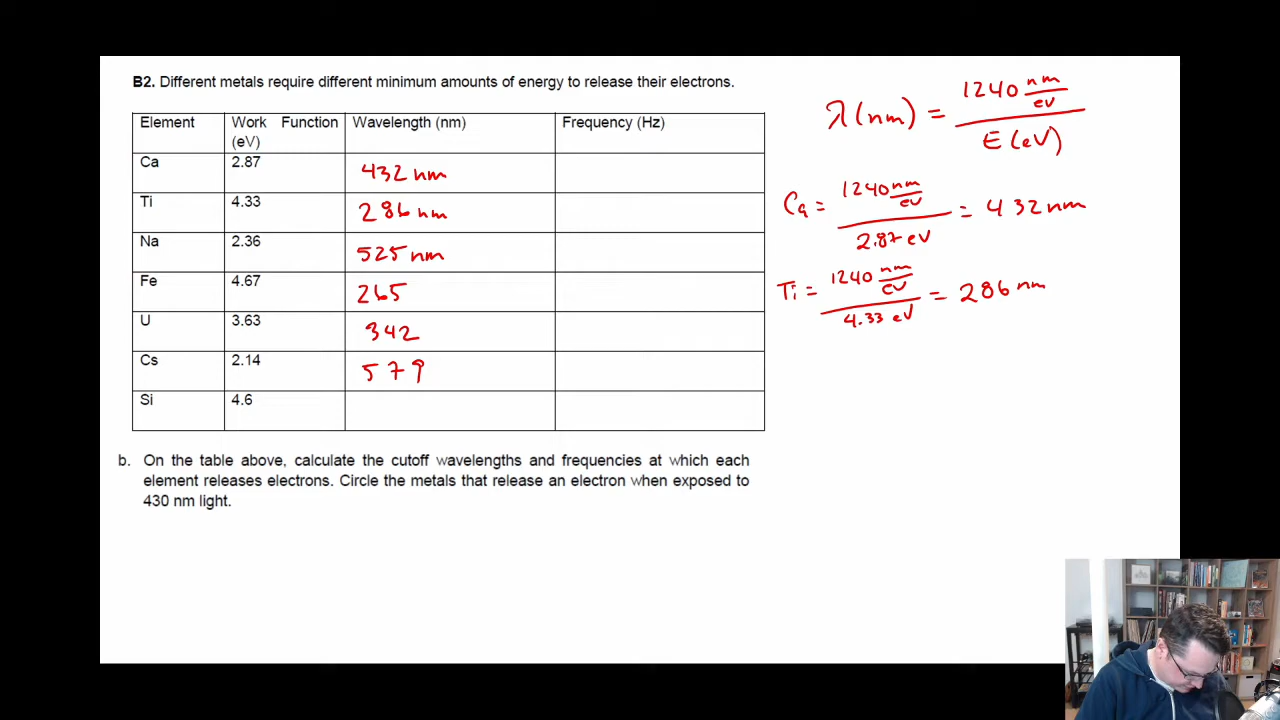 B2. Different metals require different minimum amounts of energy to release their electrons.
Element Work Function (eV) Wavelength (nm) Frequency (Hz)
Ca 2.87 432 nm
Ti 4.33 286 nm
Na 2.36 525 nm
Fe 4.67 265
U 3.63 342
Cs 2.14 579
Si 4.6
b. On the table above, calculate the cutoff wavelengths and frequencies at which each
element releases electrons. Circle the metals that release an electron when exposed to
430 nm light.
λ(nm) = 1240 nm/eV / E(eV)
Ca = 1240 nm/eV / 2.87 eV = 432 nm
Ti = 1240 nm/eV / 4.33 eV = 286 nm